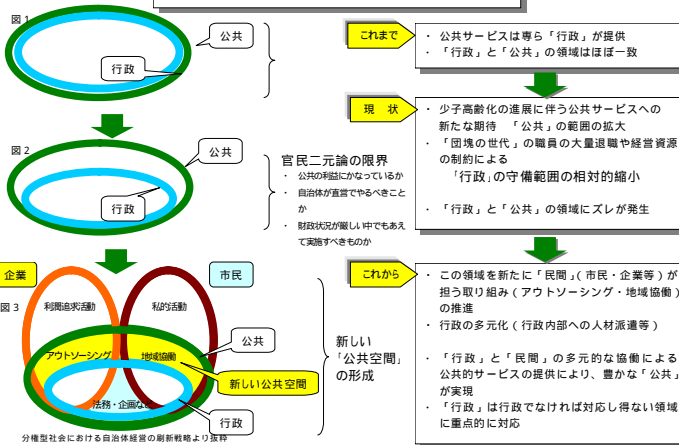 図1
公共
行政
これまで
・ 公共サービスは専ら「行政」が提供
・ 「行政」と「公共」の領域はほぼ一致
図2
公共
行政
官民二元論の限界
・ 公共の利益にかなっているか
・ 自治体が直営でやるべきこと
か
・ 財政状況が厳しい中でもあえ
て実施すべきものか
現 状
・ 少子高齢化の進展に伴う公共サービスへの
新たな期待 「公共」の範囲の拡大
・ 「団塊の世代」の職員の大量退職や経営資源
の制約による
「行政」の守備範囲の相対的縮小
・ 「行政」と「公共」の領域にズレが発生
企業
市民
図3
利潤追求活動
私的活動
公共
アウトソーシング
地域協働
新しい公共空間
法務・企画など
行政
新しい
「公共空間」
の形成
これから
・ この領域を新たに「民間」(市民・企業等)が
担う取り組み(アウトソーシング・地域協働)
の推進
・ 行政の多元化(行政内部への人材派遣等)
・ 「行政」と「民間」の多元的な協働による
公共的サービスの提供により、豊かな「公共」
が実現
・ 「行政」は行政でなければ対応し得ない領域
に重点的に対応
分権型社会における自治体経営の刷新戦略より抜粋